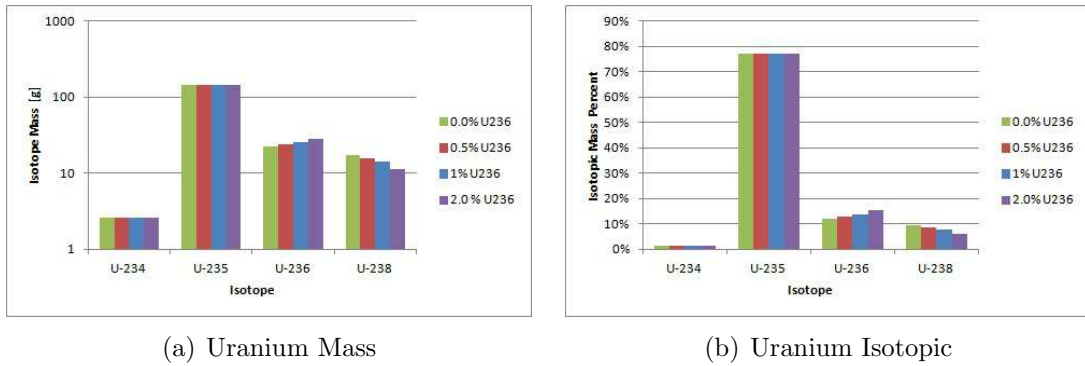 1000
100
10
1
Isotope Mass [g]
U-234 U-235 U-236 U-238
Isotope
0.0% U236
0.5% U236
1% U236
2.0% U236
(a) Uranium Mass
90%
80%
70%
60%
50%
40%
30%
20%
10%
0%
Isotopic Mass Percent
U-234 U-235 U-236 U-238
Isotope
0.0% U236
0.5% U236
1% U236
2.0% U236
(b) Uranium Isotopic